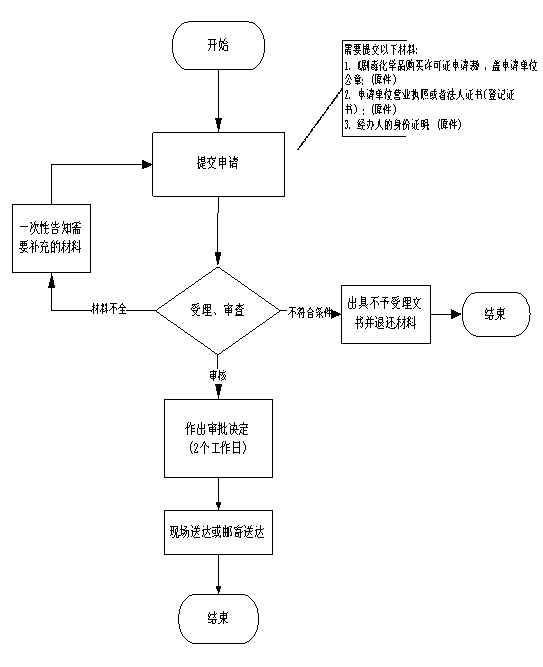 开始
需要提交以下材料:
1.《剧毒化学品购买许可证申请表》,盖申请单位
公章;(原件)
2. 申请单位营业执照或者法人证书(登记证
书);(原件)
3. 经办人的身份证明 (原件)
提交申请
一次性告知需
要补充的材料
材料不全
受理、审查
不符合条件
出具不予受理文
书并退还材料
结束
审核
作出审批决定
(2个工作日)
现场送达或邮寄送达
结束